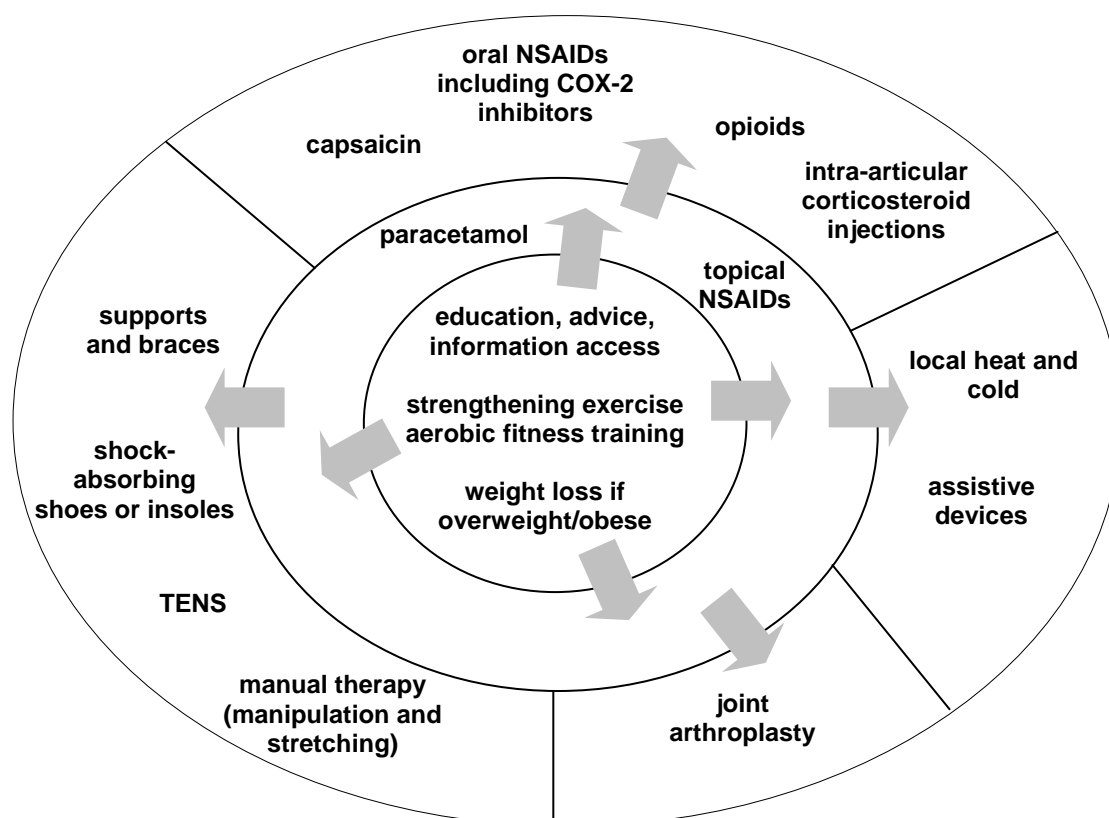 oral NSAIDs
including COX-2
inhibitors
opioids
capsaicin
intra-articular
corticosteroid
injections
paracetamol
topical
NSAIDs
education, advice,
information access
supports
and braces
local heat and
cold
strengthening exercise
aerobic fitness training
shock-
absorbing
shoes or insoles
weight loss if
overweight/obese
assistive
devices
TENS
manual therapy
(manipulation and
stretching)
joint
arthroplasty